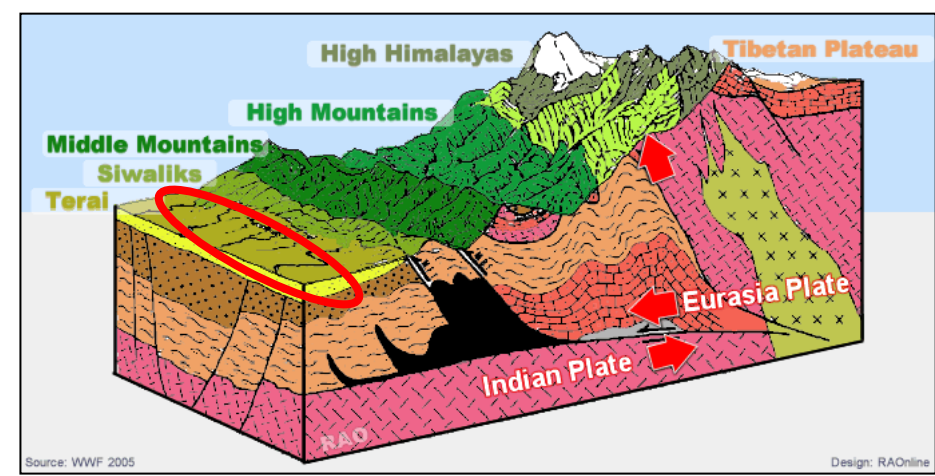 High Himalayas
Tibetan Plateau
High Mountains
Middle Mountains
Siwaliks
Terai
Eurasia Plate
Indian Plate
RAO
Source: WWF 2005
Design: RAOnline